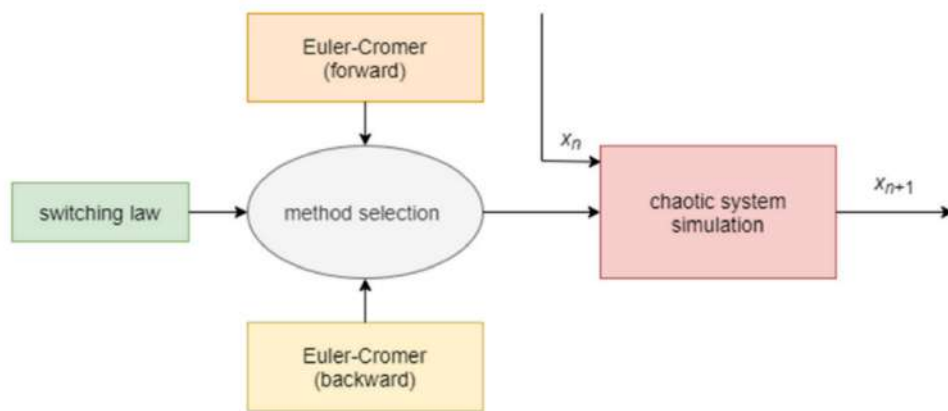 Euler-Cromer
(forward)
xₙ
switching law
method selection
chaotic system
simulation
xₙ₊₁
Euler-Cromer
(backward)